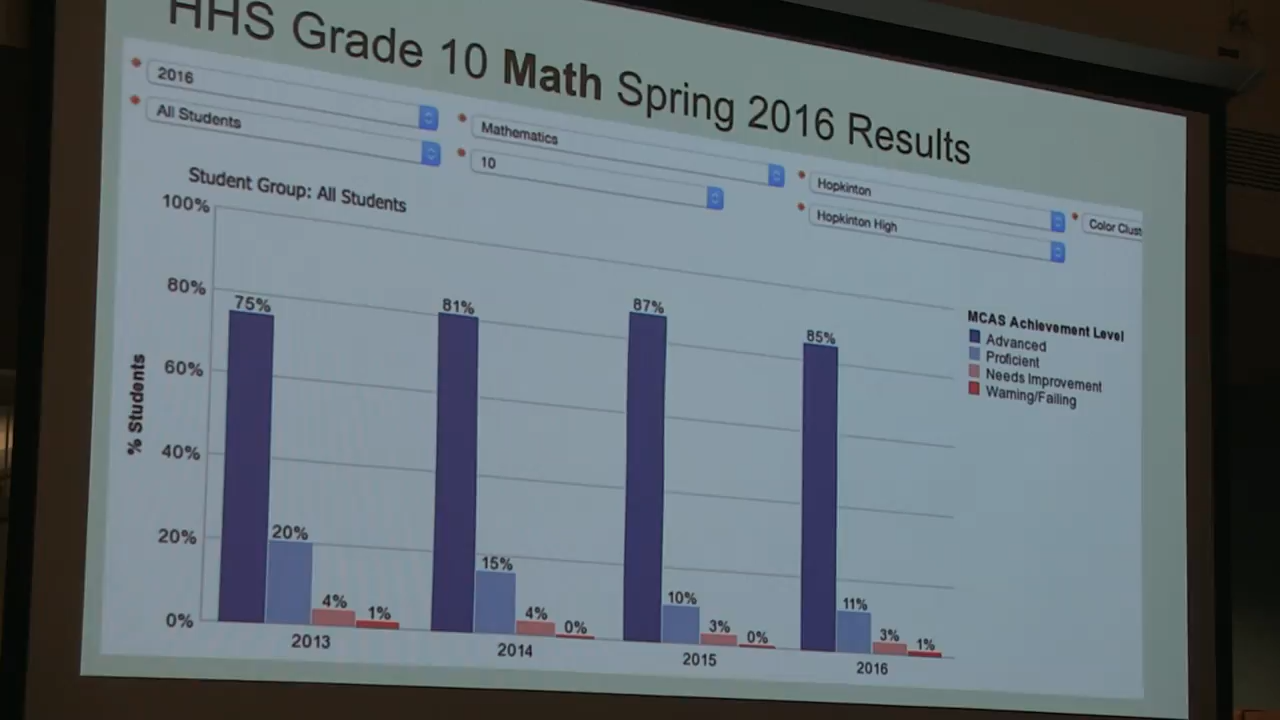 HHS Grade 10 Math Spring 2016 Results
2016
All Students
Mathematics
10
Hopkinton
Hopkinton High
Color Clust
Student Group: All Students
100%
80%
60%
40%
20%
0%
% Students
75%
20%
4%
1%
81%
15%
4%
0%
87%
10%
3%
0%
85%
11%
3%
1%
2013
2014
2015
2016
MCAS Achievement Level
Advanced
Proficient
Needs Improvement
Warning/Failing